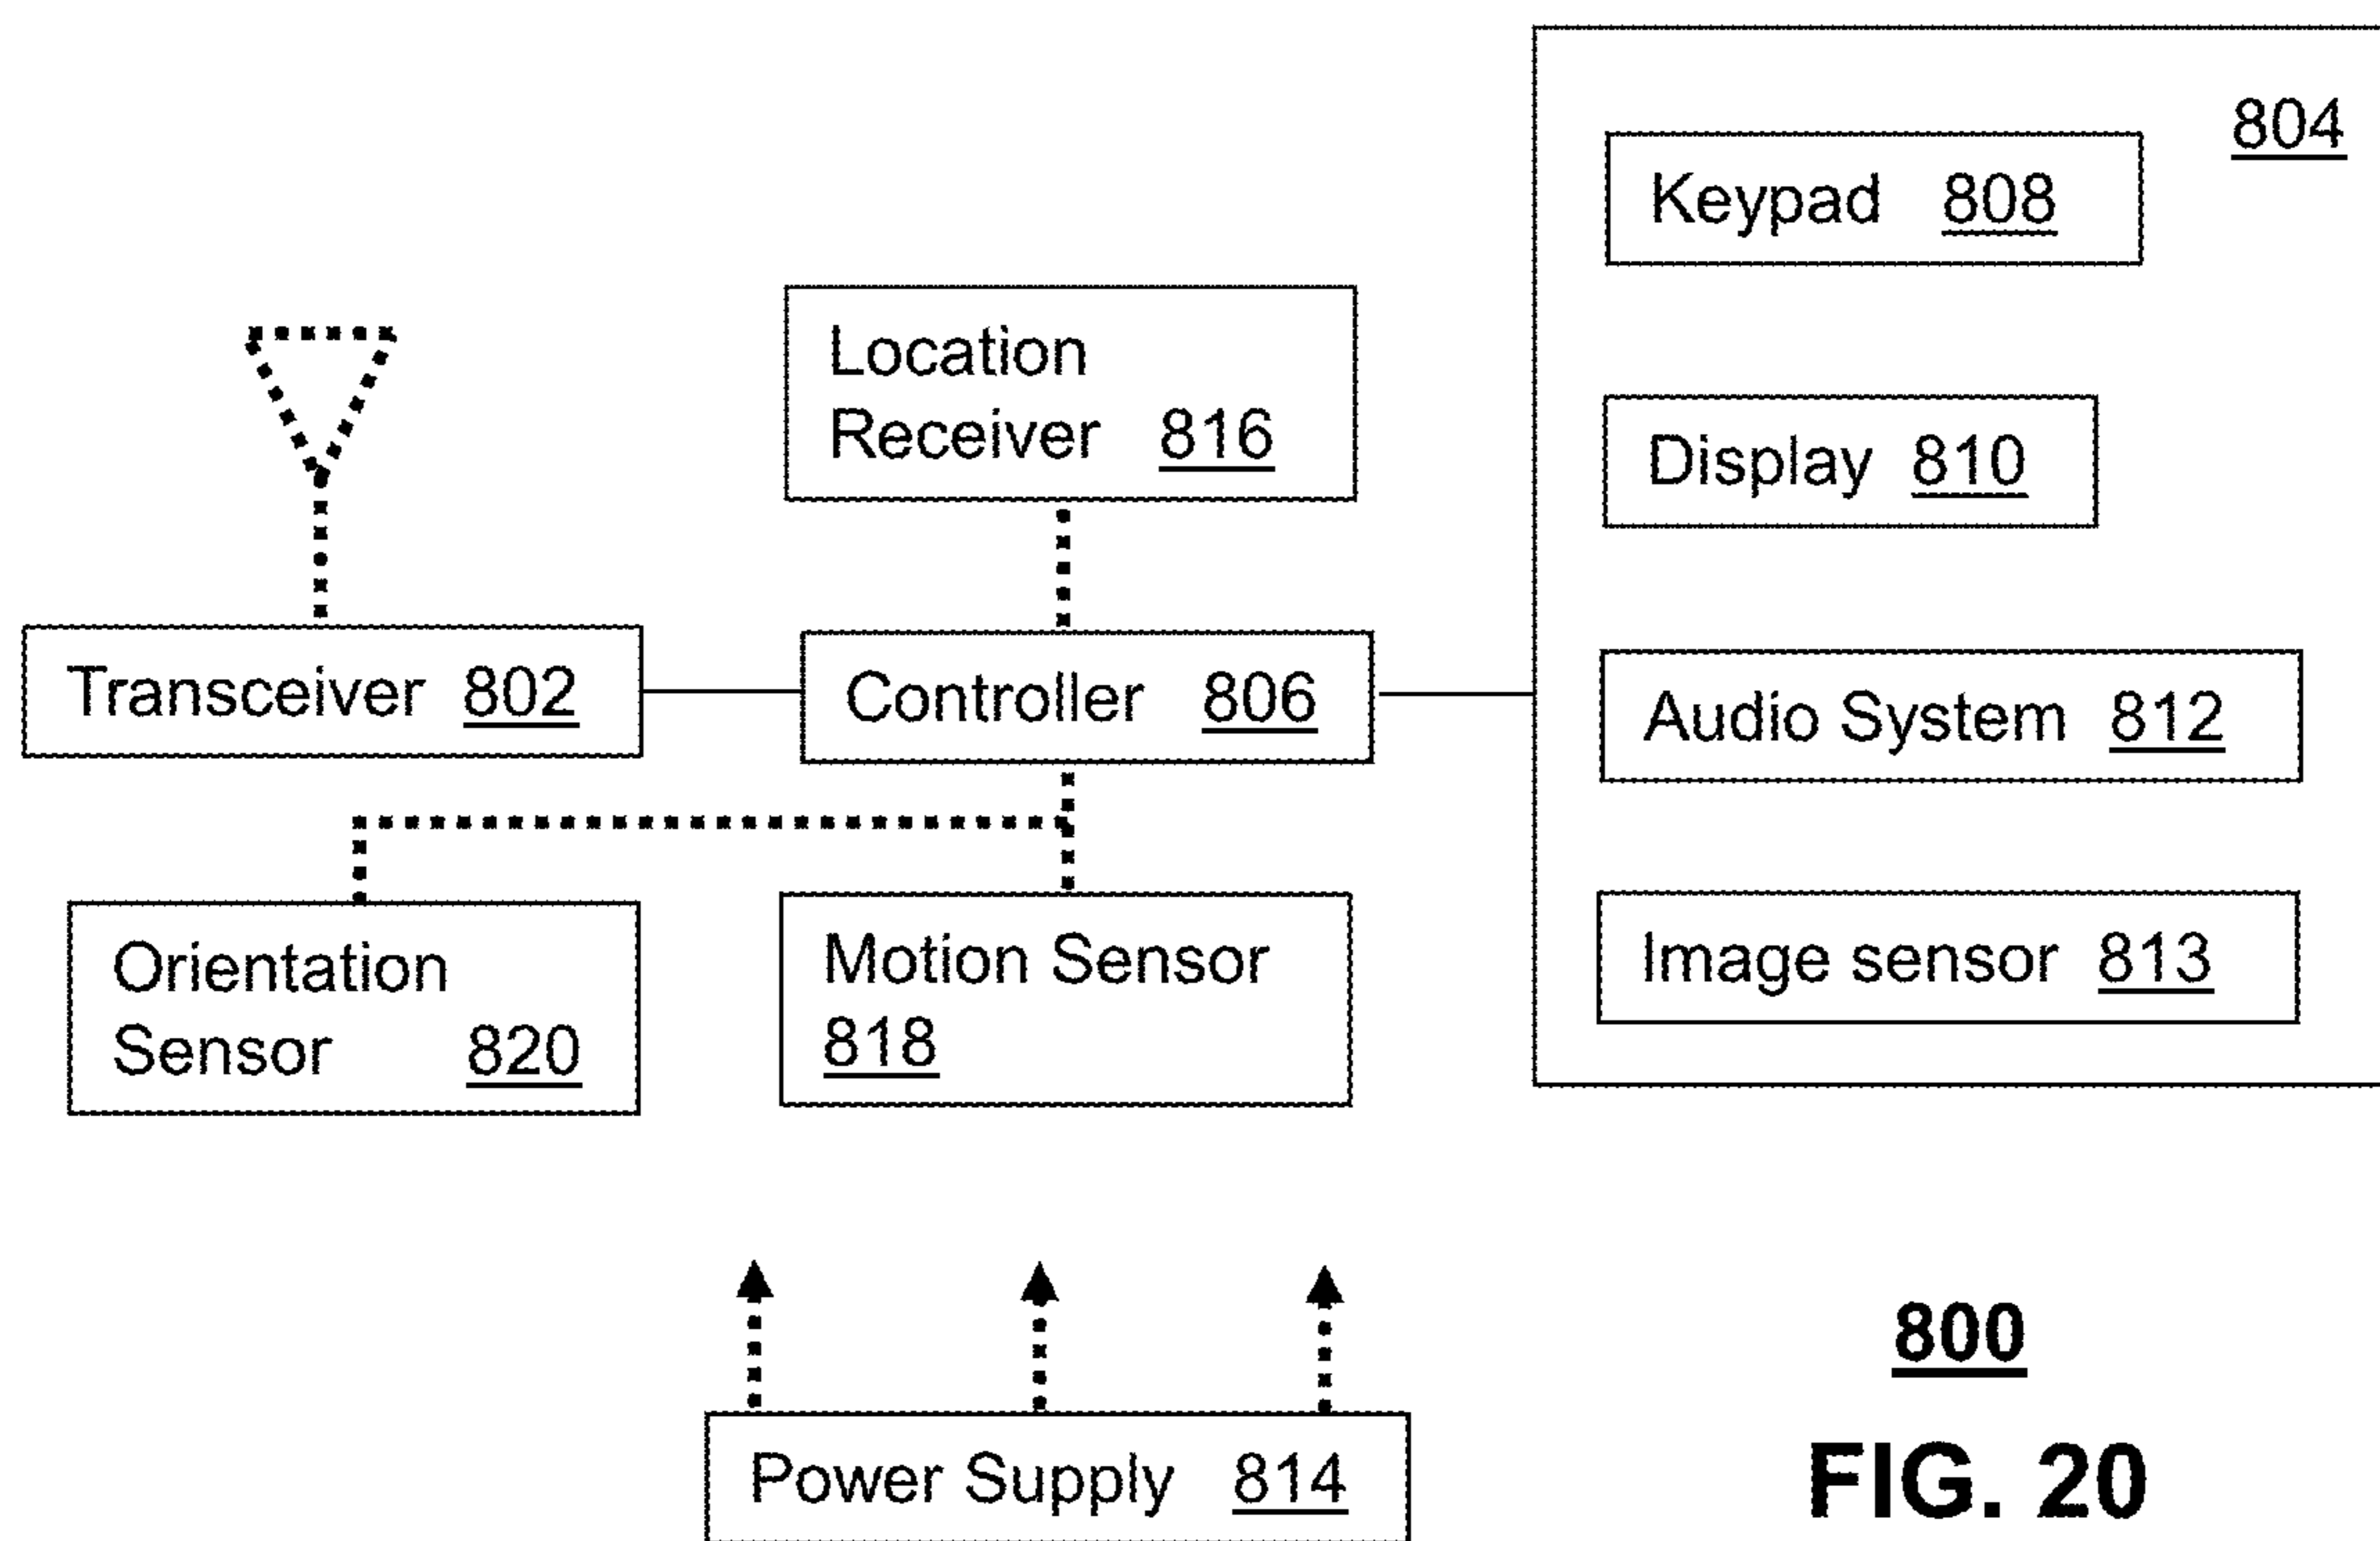 804
Keypad 808
Location
Receiver 816
Display 810
Transceiver 802
Controller 806
Audio System 812
Orientation
Sensor 820
Motion Sensor
818
Image sensor 813
Power Supply 814
800
FIG. 20